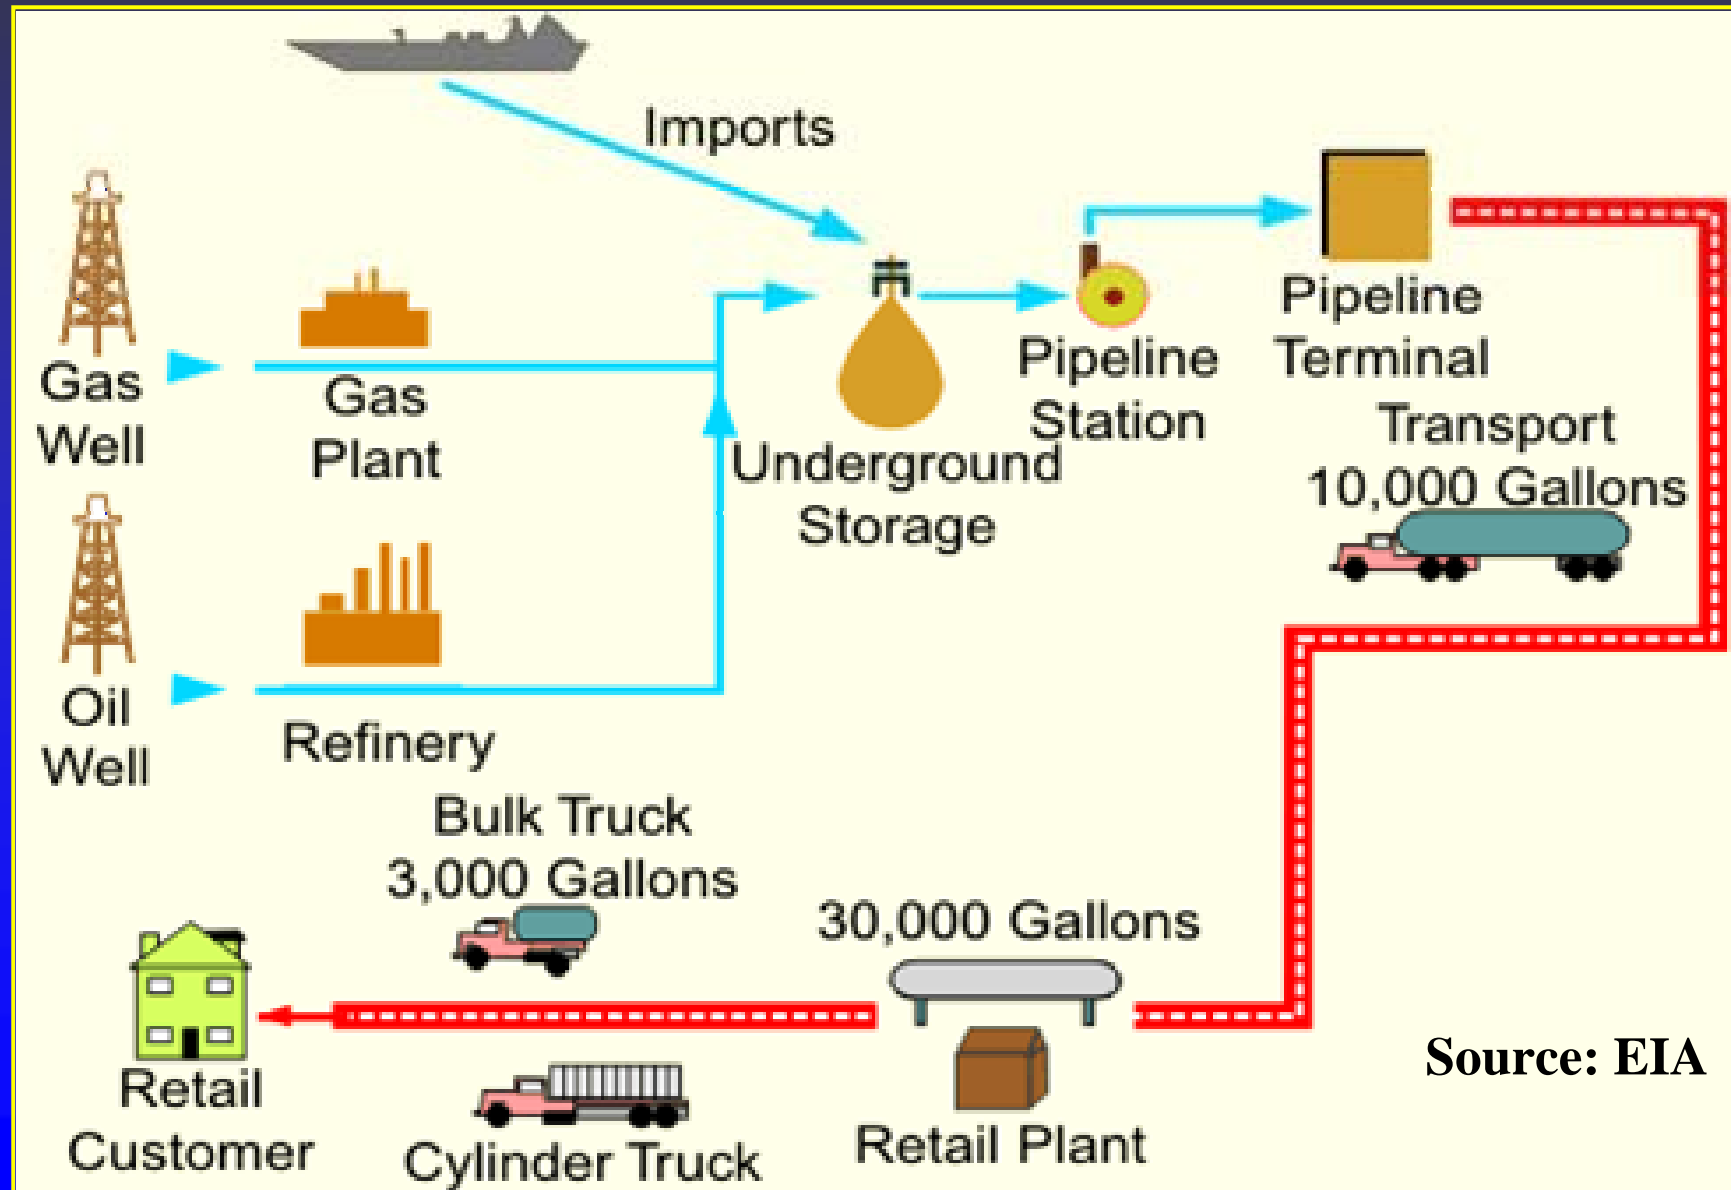 Imports
Gas
Well
Gas
Plant
Underground
Storage
Pipeline
Station
Pipeline
Terminal
Transport
10,000 Gallons
Oil
Well
Refinery
Bulk Truck
3,000 Gallons
30,000 Gallons
Retail
Customer
Cylinder Truck
Retail Plant
Source: EIA